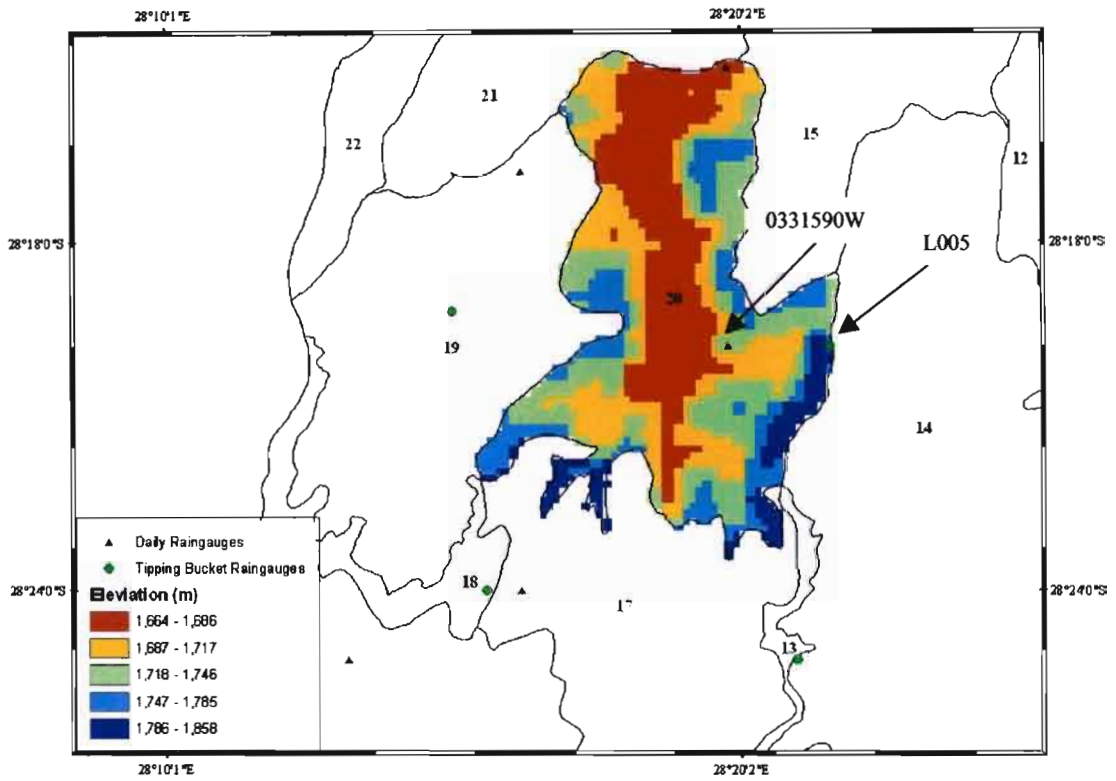 28°10'1"E 28°20'2"E
21
22
15
12
0331590W
L005
28°18'0"S 28°18'0"S
20
19
14
18
17
13
28°24'0"S 28°24'0"S
Daily Raingauges
Tipping Bucket Raingauges
Elevation (m)
1,664 - 1,686
1,687 - 1,717
1,718 - 1,746
1,747 - 1,785
1,786 - 1,858
28°10'1"E 28°20'2"E